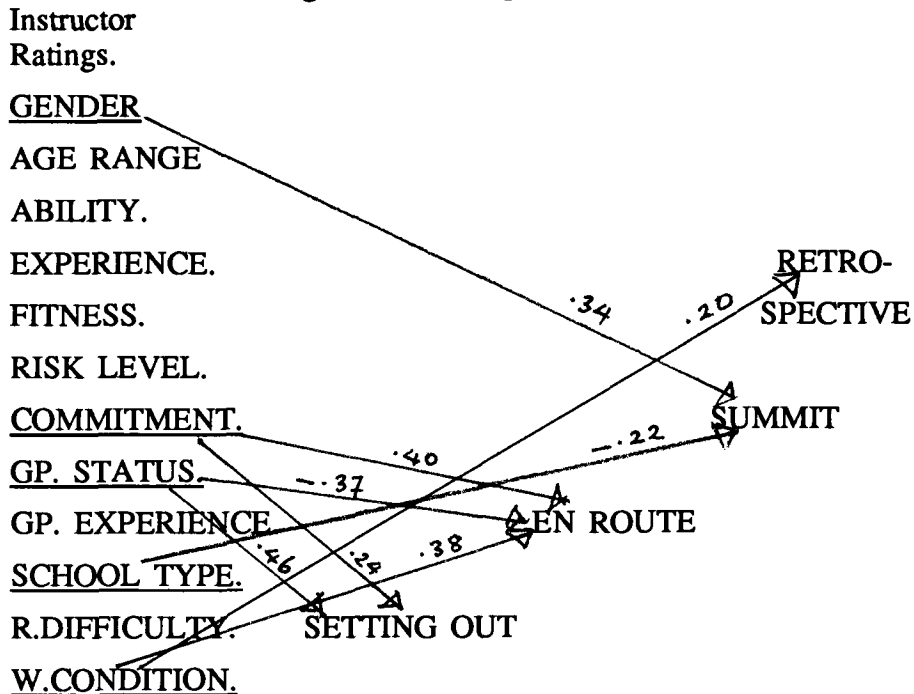 Instructor
Ratings.
GENDER
AGE RANGE
ABILITY.
EXPERIENCE.
RETRO-
SPECTIVE
FITNESS.
.34
.20
RISK LEVEL.
COMMITMENT.
SUMMIT
-.22
.40
GP. STATUS.
-.37
GP. EXPERIENCE
EN ROUTE
.46
.24
.38
SCHOOL TYPE.
R.DIFFICULTY.
SETTING OUT
W.CONDITION.